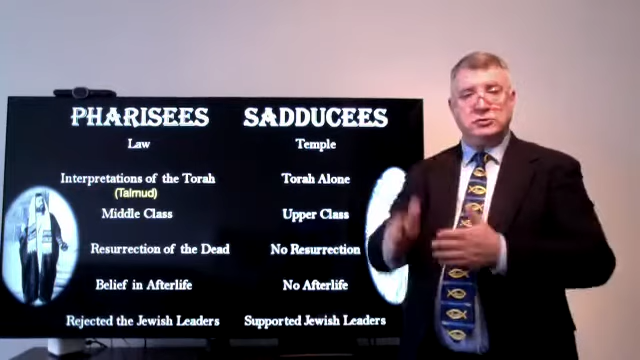 PHARISEES SADDUCEES
Law Temple
Interpretations of the Torah Torah Alone
(Talmud)
Middle Class Upper Class
Resurrection of the Dead No Resurrection
Belief in Afterlife No Afterlife
Rejected the Jewish Leaders Supported Jewish Leaders